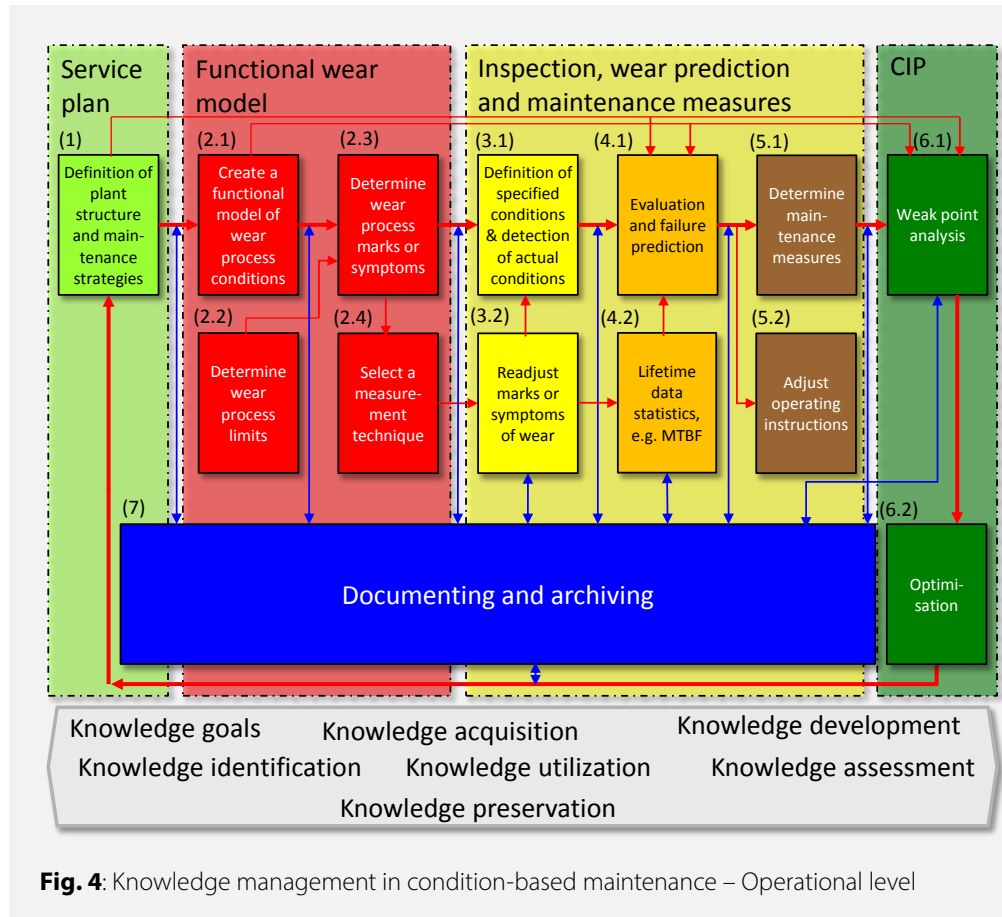 Service
plan
Functional wear
model
Inspection, wear prediction
and maintenance measures
CIP
(1)
(2.1)
(2.3)
(3.1)
(4.1)
(5.1)
(6.1)
Definition of
plant
structure
and main-
tenance
strategies
Create a
functional
model of
wear
process
conditions
Determine
wear
process
marks or
symptoms
Definition of
specified
conditions
& detection
of actual
conditions
Evaluation
and failure
prediction
Determine
main-
tenance
measures
Weak point
analysis
(2.2)
(2.4)
(3.2)
(4.2)
(5.2)
Determine
wear
process
limits
Select a
measure-
ment
technique
Readjust
marks or
symptoms
of wear
Lifetime
data
statistics,
e.g. MTBF
Adjust
operating
instructions
(7)
(6.2)
Documenting and archiving
Optimi-
sation
Knowledge goals
Knowledge acquisition
Knowledge development
Knowledge identification
Knowledge utilization
Knowledge assessment
Knowledge preservation
Fig. 4: Knowledge management in condition-based maintenance – Operational level